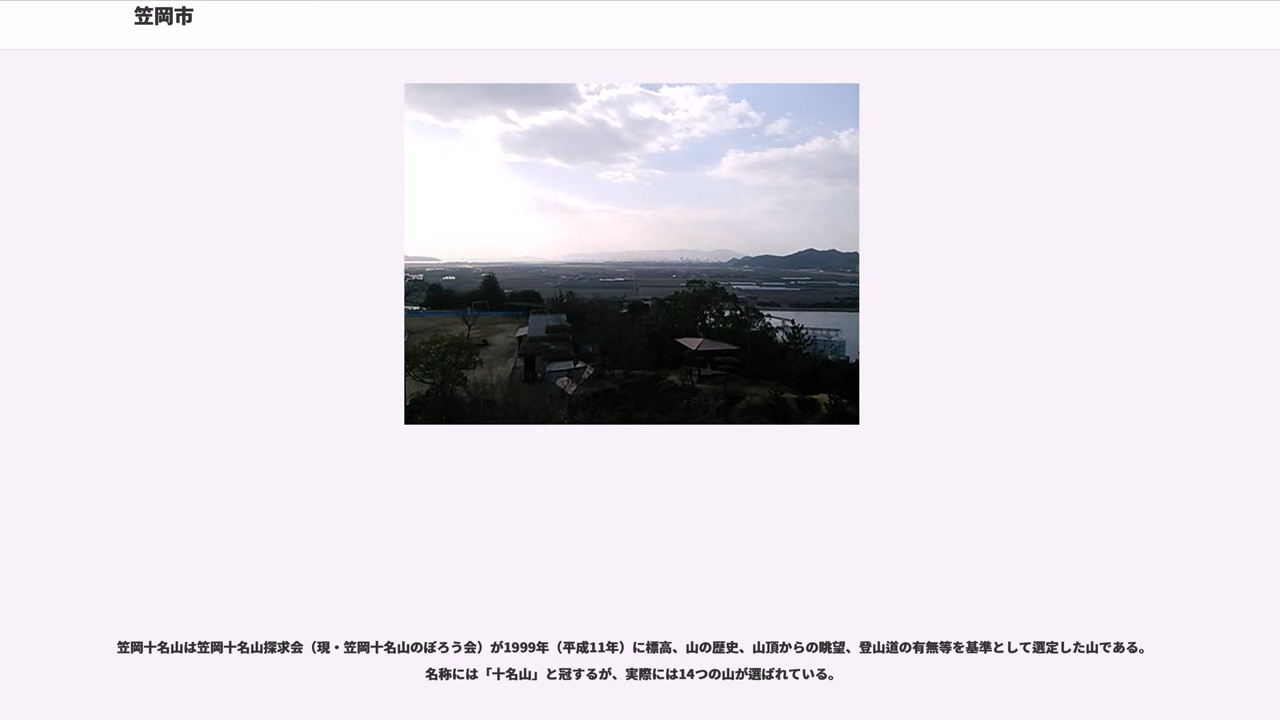 笠岡市
笠岡十名山は笠岡十名山探求会（現・笠岡十名山のぼろう会）が1999年（平成11年）に標高、山の歴史、山頂からの眺望、登山道の有無等を基準として選定した山である。
名称には「十名山」と冠するが、実際には14つの山が選ばれている。